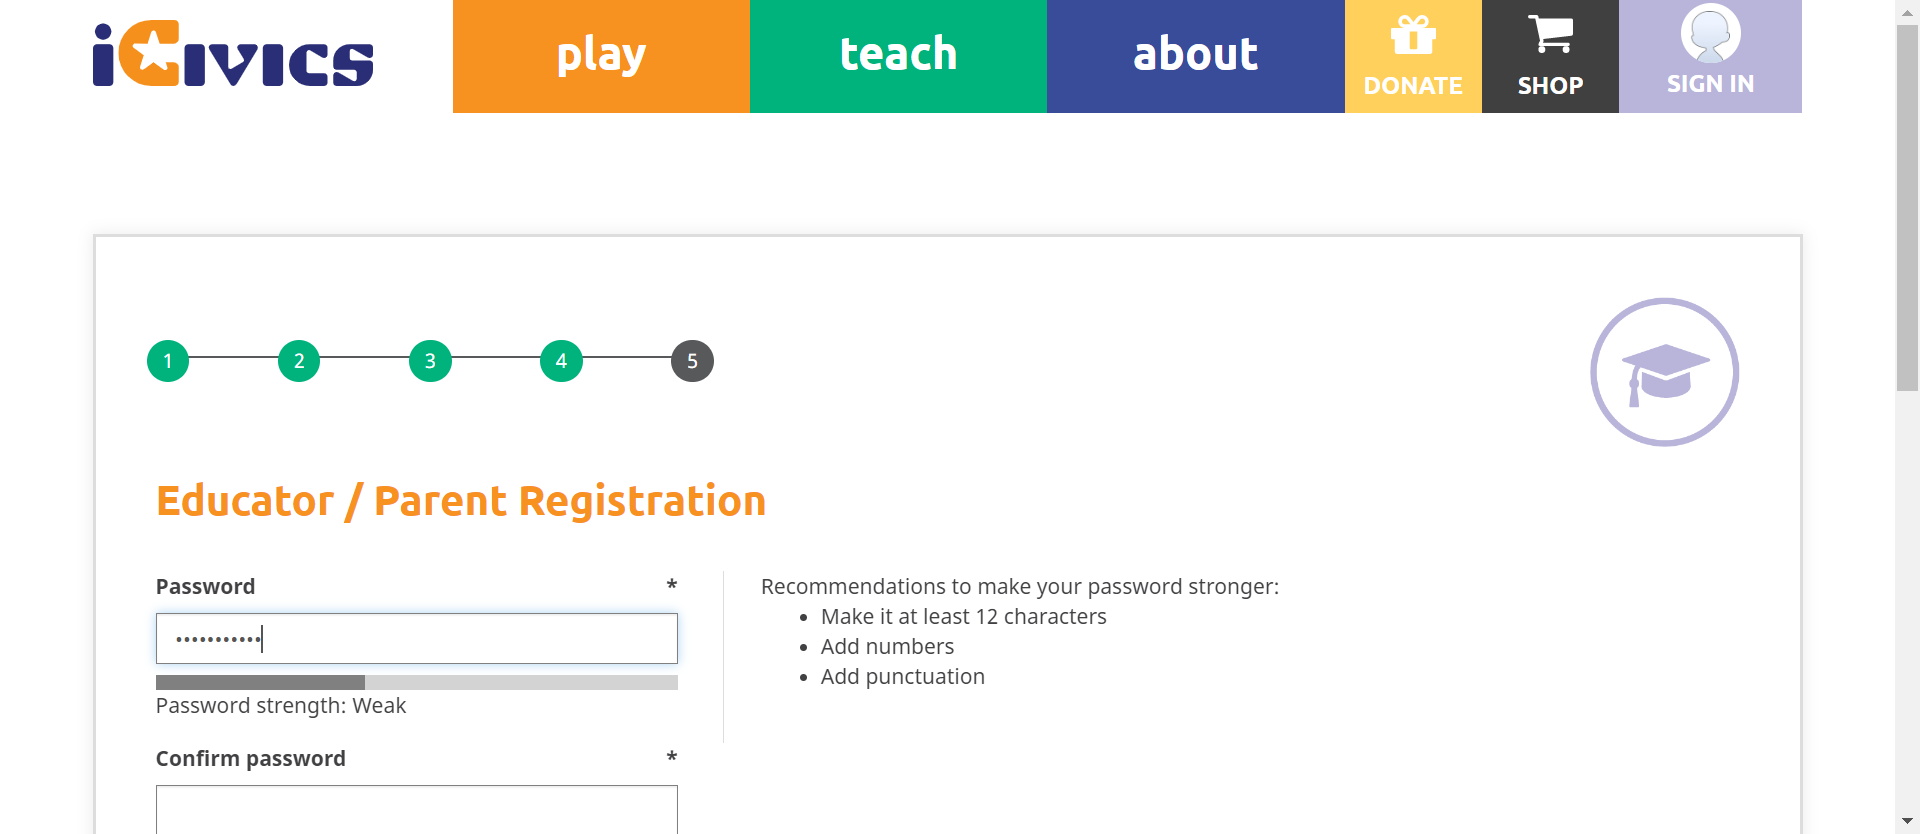 iCivics
play
teach
about
DONATE
SHOP
SIGN IN
1 2 3 4 5
Educator / Parent Registration
Password *
•••••••••••
Password strength: Weak
Recommendations to make your password stronger:
• Make it at least 12 characters
• Add numbers
• Add punctuation
Confirm password *